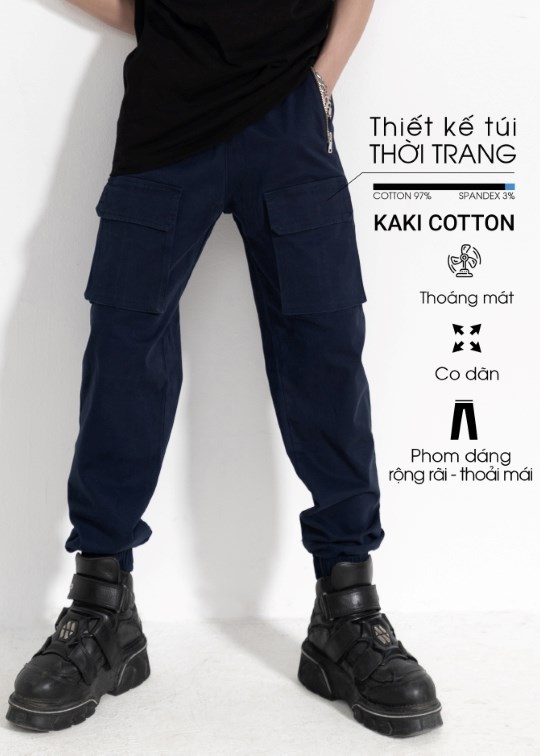 Thiết kế túi
THỜI TRANG
COTTON 97% SPANDEX 3%
KAKI COTTON
Thoáng mát
Co dãn
Phom dáng
rộng rãi - thoải mái